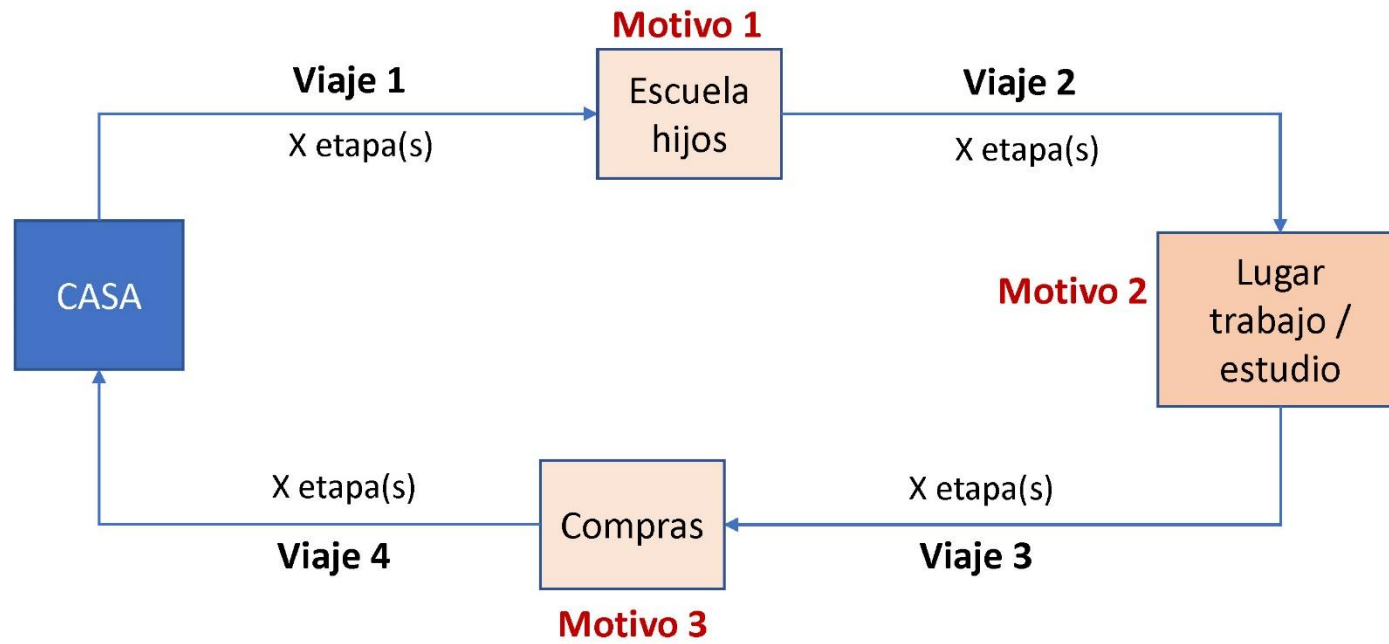 Motivo 1
Viaje 1
Escuela
hijos
Viaje 2
X etapa(s)
X etapa(s)
CASA
Motivo 2
Lugar
trabajo /
estudio
X etapa(s)
Compras
X etapa(s)
Viaje 4
Viaje 3
Motivo 3